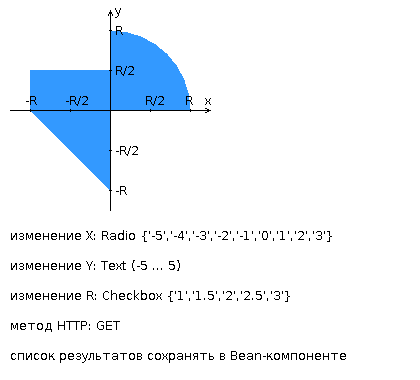 y
R
R/2
-R -R/2 R/2 R x
-R/2
-R
изменение X: Radio {'-5','-4','-3','-2','-1','0','1','2','3'}
изменение Y: Text (-5 ... 5)
изменение R: Checkbox {'1','1.5','2','2.5','3'}
метод HTTP: GET
список результатов сохранять в Bean-компоненте